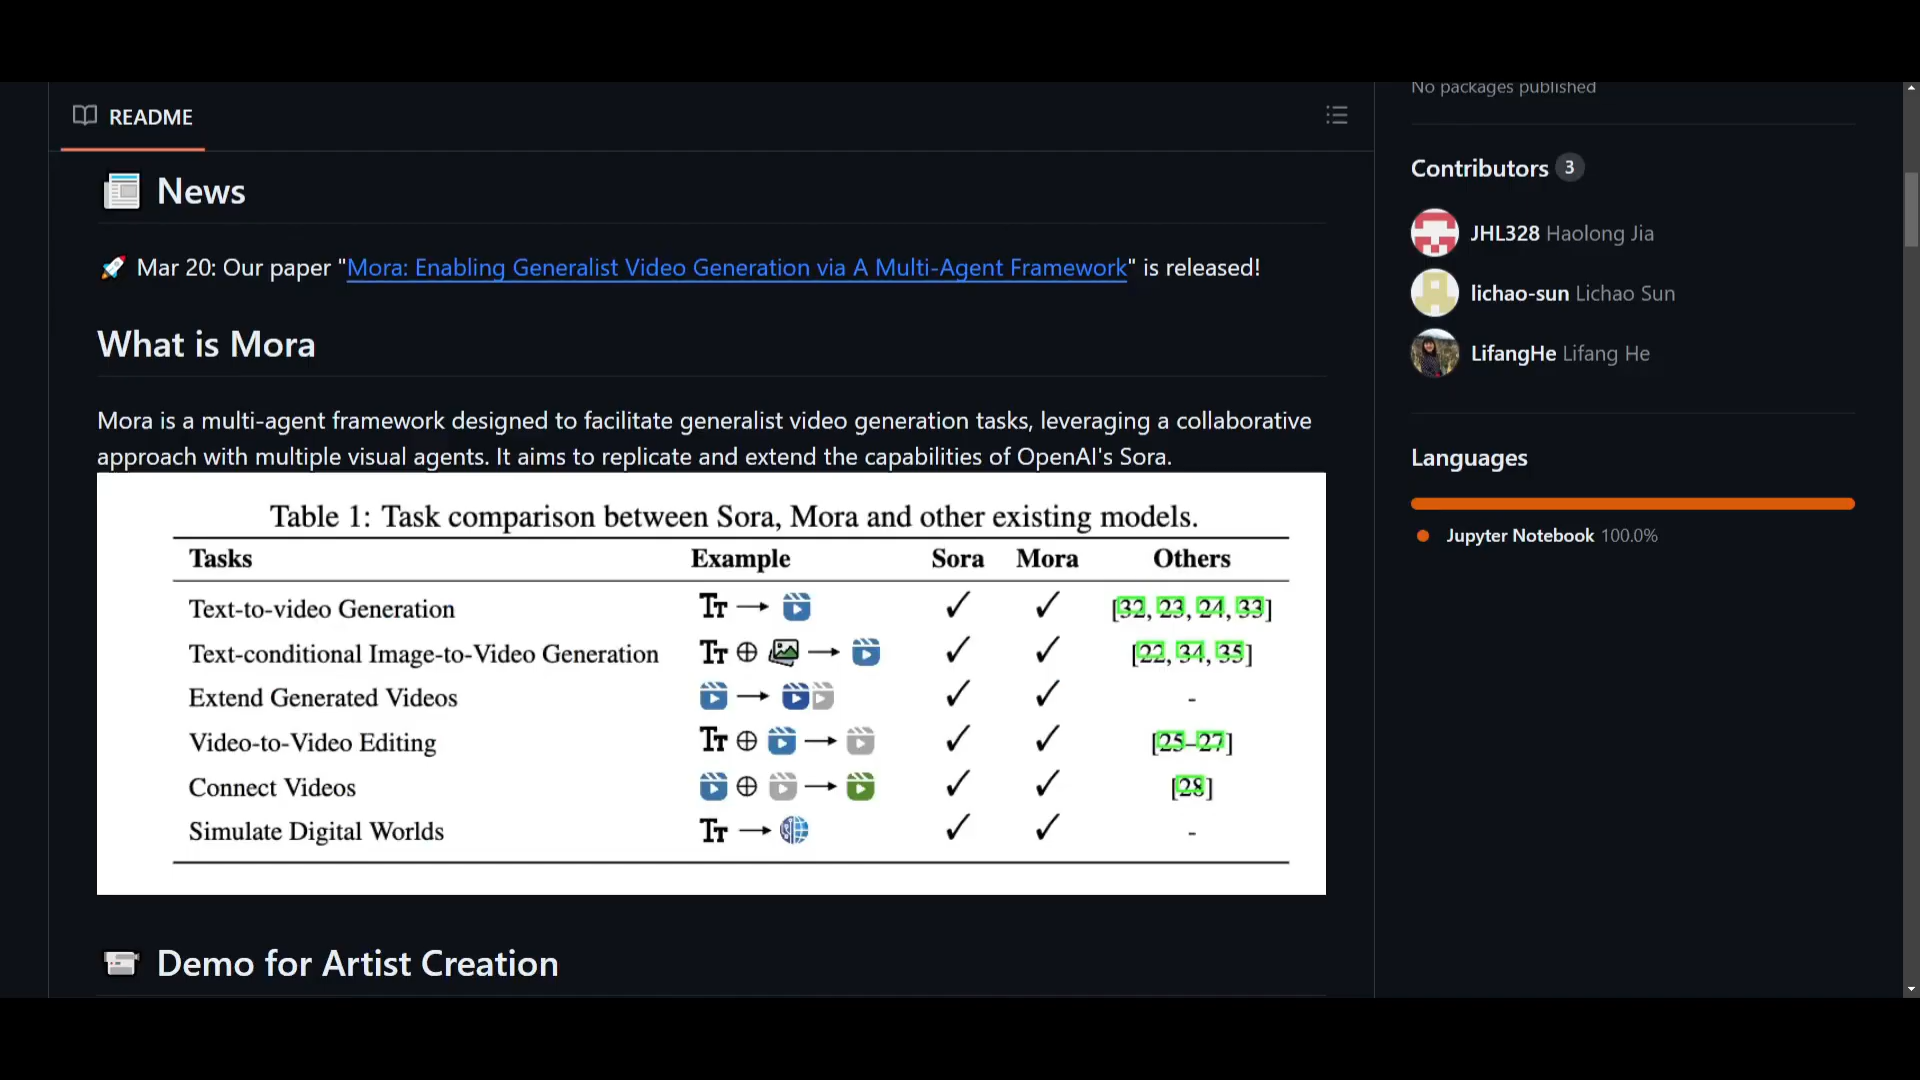 README
News
Mar 20: Our paper "Mora: Enabling Generalist Video Generation via A Multi-Agent Framework" is released!
What is Mora
Mora is a multi-agent framework designed to facilitate generalist video generation tasks, leveraging a collaborative
approach with multiple visual agents. It aims to replicate and extend the capabilities of OpenAI's Sora.
Table 1: Task comparison between Sora, Mora and other existing models.
Tasks Example Sora Mora Others
Text-to-video Generation Tт → ✓ ✓ [32, 23, 24, 33]
Text-conditional Image-to-Video Generation Tт ⊕ → ✓ ✓ [22, 34, 35]
Extend Generated Videos → ✓ ✓ -
Video-to-Video Editing Tт ⊕ → ✓ ✓ [25–27]
Connect Videos ⊕ → ✓ ✓ [28]
Simulate Digital Worlds Tт → ✓ ✓ -
Demo for Artist Creation
No packages published
Contributors 3
JHL328 Haolong Jia
lichao-sun Lichao Sun
LifangHe Lifang He
Languages
Jupyter Notebook 100.0%